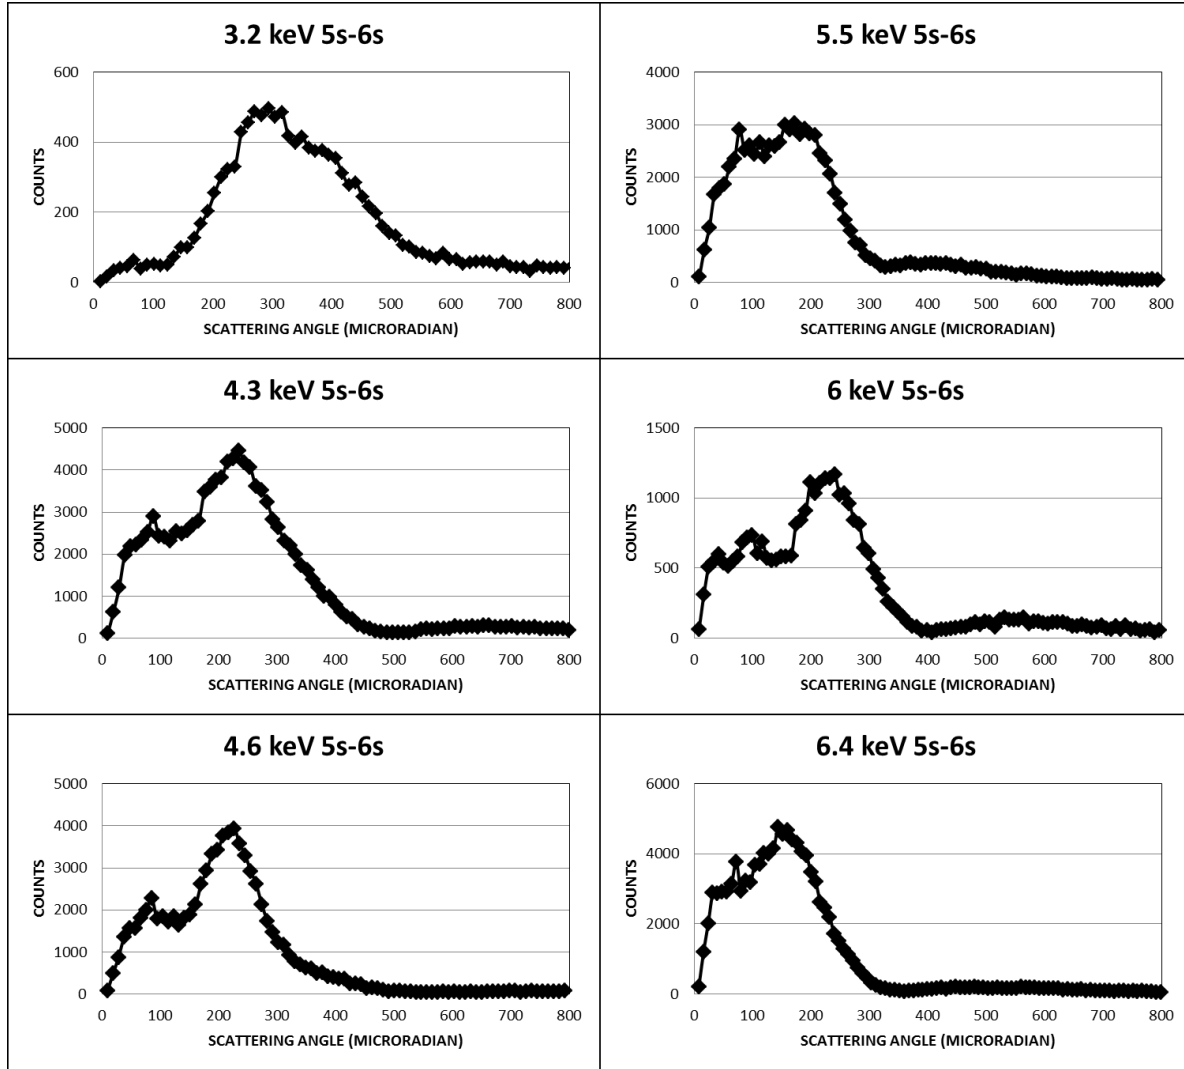 3.2 keV 5s-6s
600
400
200
0
COUNTS
0 100 200 300 400 500 600 700 800
SCATTERING ANGLE (MICRORADIAN)
5.5 keV 5s-6s
4000
3000
2000
1000
0
COUNTS
0 100 200 300 400 500 600 700 800
SCATTERING ANGLE (MICRORADIAN)
4.3 keV 5s-6s
5000
4000
3000
2000
1000
0
COUNTS
0 100 200 300 400 500 600 700 800
SCATTERING ANGLE (MICRORADIAN)
6 keV 5s-6s
1500
1000
500
0
COUNTS
0 100 200 300 400 500 600 700 800
SCATTERING ANGLE (MICRORADIAN)
4.6 keV 5s-6s
5000
4000
3000
2000
1000
0
COUNTS
0 100 200 300 400 500 600 700 800
SCATTERING ANGLE (MICRORADIAN)
6.4 keV 5s-6s
6000
4000
2000
0
COUNTS
0 100 200 300 400 500 600 700 800
SCATTERING ANGLE (MICRORADIAN)